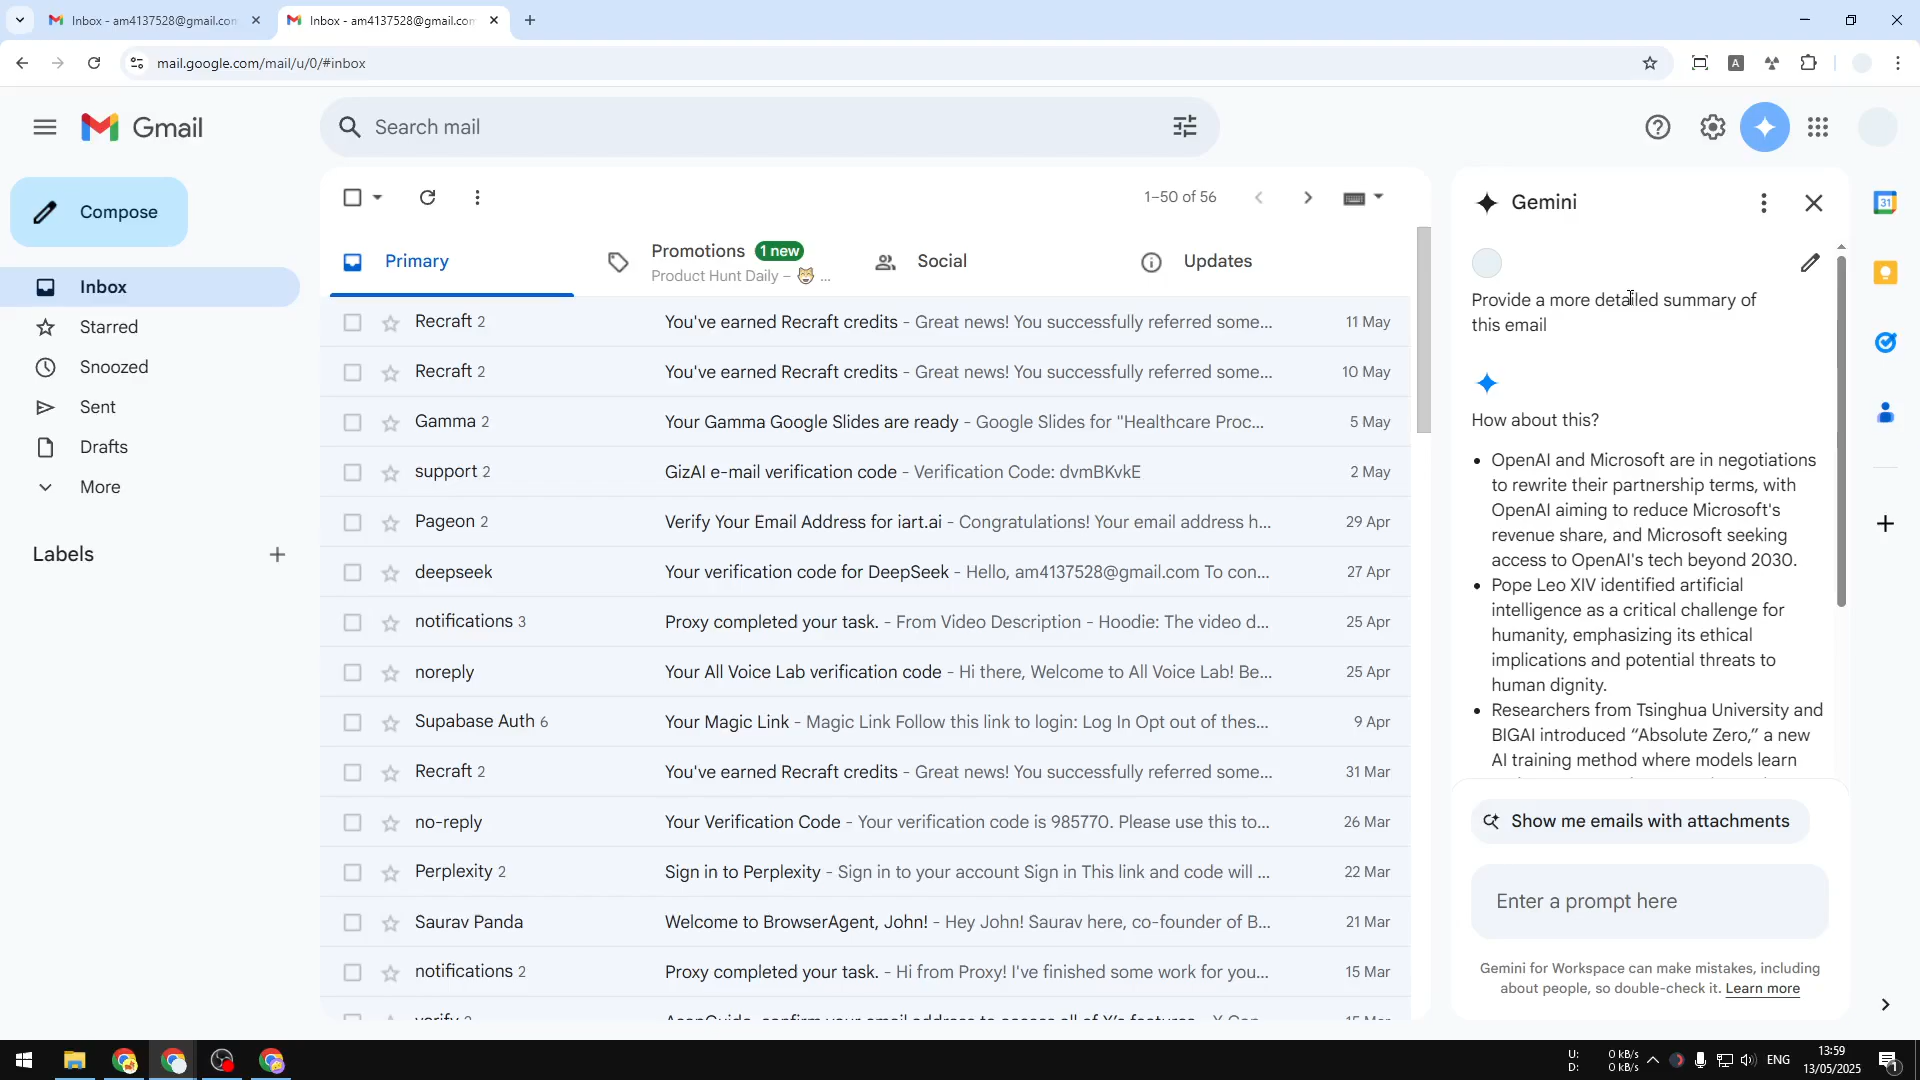 Inbox - am4137528@gmail.com
Inbox - am4137528@gmail.com
mail.google.com/mail/u/0/#inbox
A
Gmail
Search mail
Compose
Inbox
Starred
Snoozed
Sent
Drafts
More
Labels
1–50 of 56
Primary
Promotions 1 new
Product Hunt Daily – 😸 ...
Social
Updates
Recraft 2 You've earned Recraft credits - Great news! You successfully referred some... 11 May
Recraft 2 You've earned Recraft credits - Great news! You successfully referred some... 10 May
Gamma 2 Your Gamma Google Slides are ready - Google Slides for "Healthcare Proc... 5 May
support 2 GizAI e-mail verification code - Verification Code: dvmBKvkE 2 May
Pageon 2 Verify Your Email Address for iart.ai - Congratulations! Your email address h... 29 Apr
deepseek Your verification code for DeepSeek - Hello, am4137528@gmail.com To con... 27 Apr
notifications 3 Proxy completed your task. - From Video Description - Hoodie: The video d... 25 Apr
noreply Your All Voice Lab verification code - Hi there, Welcome to All Voice Lab! Be... 25 Apr
Supabase Auth 6 Your Magic Link - Magic Link Follow this link to login: Log In Opt out of thes... 9 Apr
Recraft 2 You've earned Recraft credits - Great news! You successfully referred some... 31 Mar
no-reply Your Verification Code - Your verification code is 985770. Please use this to... 26 Mar
Perplexity 2 Sign in to Perplexity - Sign in to your account Sign in This link and code will ... 22 Mar
Saurav Panda Welcome to BrowserAgent, John! - Hey John! Saurav here, co-founder of B... 21 Mar
notifications 2 Proxy completed your task. - Hi from Proxy! I've finished some work for you... 15 Mar
Gemini
Provide a more detailed summary of
this email
How about this?
• OpenAI and Microsoft are in negotiations
to rewrite their partnership terms, with
OpenAI aiming to reduce Microsoft's
revenue share, and Microsoft seeking
access to OpenAI's tech beyond 2030.
• Pope Leo XIV identified artificial
intelligence as a critical challenge for
humanity, emphasizing its ethical
implications and potential threats to
human dignity.
• Researchers from Tsinghua University and
BIGAI introduced “Absolute Zero,” a new
AI training method where models learn
Show me emails with attachments
Enter a prompt here
Gemini for Workspace can make mistakes, including
about people, so double-check it. Learn more
31
U: 0 kB/s
D: 0 kB/s
ENG
13:59
13/05/2025
1